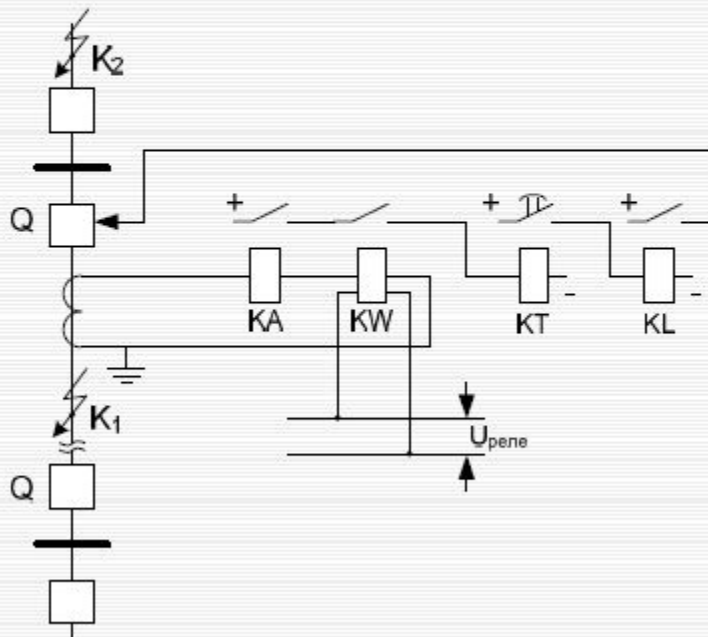 K₂
Q
+ + +
KA KW KT - KL -
K₁
Uреле
Q